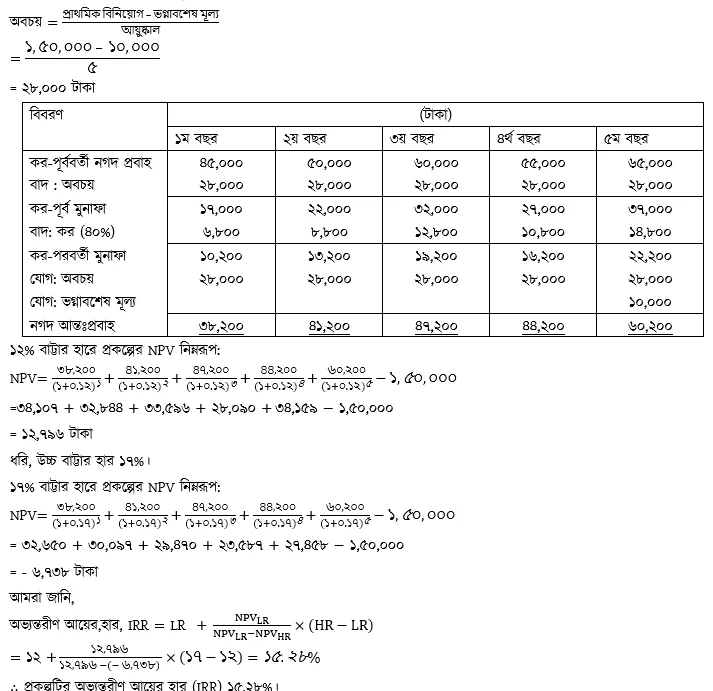 অবচয় = প্রাথমিক বিনিয়োগ – ভগ্নাবশেষ মূল্য / আয়ুষ্কাল
= ১,৫০,০০০ – ১০,০০০ / ৫
= ২৮,০০০ টাকা
বিবরণ (টাকা)
১ম বছর ২য় বছর ৩য় বছর ৪র্থ বছর ৫ম বছর
কর-পূর্ববর্তী নগদ প্রবাহ ৪৫,০০০ ৫০,০০০ ৬০,০০০ ৫৫,০০০ ৬৫,০০০
বাদ : অবচয় ২৮,০০০ ২৮,০০০ ২৮,০০০ ২৮,০০০ ২৮,০০০
কর-পূর্ব মুনাফা ১৭,০০০ ২২,০০০ ৩২,০০০ ২৭,০০০ ৩৭,০০০
বাদ: কর (৪০%) ৬,৮০০ ৮,৮০০ ১২,৮০০ ১০,৮০০ ১৪,৮০০
কর-পরবর্তী মুনাফা ১০,২০০ ১৩,২০০ ১৯,২০০ ১৬,২০০ ২২,২০০
যোগ: অবচয় ২৮,০০০ ২৮,০০০ ২৮,০০০ ২৮,০০০ ২৮,০০০
যোগ: ভগ্নাবশেষ মূল্য ১০,০০০
নগদ আন্তঃপ্রবাহ ৩৮,২০০ ৪১,২০০ ৪৭,২০০ ৪৪,২০০ ৬০,২০০
১২% বাট্টার হারে প্রকল্পের NPV নিম্নরূপ:
NPV= ৩৮,২০০/(১+০.১২)^১ + ৪১,২০০/(১+০.১২)^২ + ৪৭,২০০/(১+০.১২)^৩ + ৪৪,২০০/(১+০.১২)^৪ + ৬০,২০০/(১+০.১২)^৫ – ১,৫০,০০০
=৩৪,১০৭ + ৩২,৮৪৪ + ৩৩,৫৯৬ + ২৮,০৯০ + ৩৪,১৫৯ – ১,৫০,০০০
= ১২,৭৯৬ টাকা
ধরি, উচ্চ বাট্টার হার ১৭%।
১৭% বাট্টার হারে প্রকল্পের NPV নিম্নরূপ:
NPV= ৩৮,২০০/(১+০.১৭)^১ + ৪১,২০০/(১+০.১৭)^২ + ৪৭,২০০/(১+০.১৭)^৩ + ৪৪,২০০/(১+০.১৭)^৪ + ৬০,২০০/(১+০.১৭)^৫ – ১,৫০,০০০
= ৩২,৬৫০ + ৩০,০৯৭ + ২৯,৪৭০ + ২৩,৫৮৭ + ২৭,৪৫৮ – ১,৫০,০০০
= - ৬,৭৩৮ টাকা
আমরা জানি,
অভ্যন্তরীণ আয়ের,হার, IRR = LR + NPV_LR/(NPV_LR–NPV_HR) × (HR – LR)
= ১২ + ১২,৭৯৬/(১২,৭৯৬–(–৬,৭৩৮)) × (১৭ – ১২) = ১৫.২৮%
∴ প্রকল্পটির অভ্যন্তরীণ আয়ের হার (IRR) ১৫.২৮%।